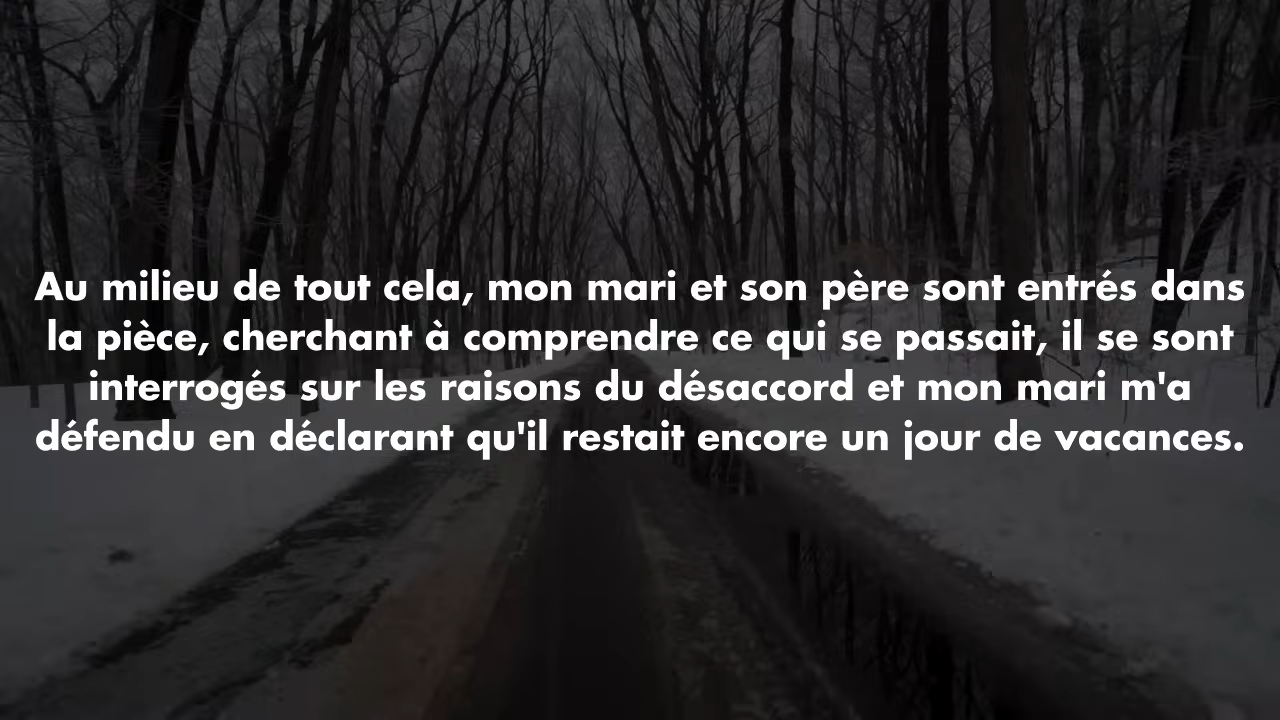 Au milieu de tout cela, mon mari et son père sont entrés dans
la pièce, cherchant à comprendre ce qui se passait, il se sont
interrogés sur les raisons du désaccord et mon mari m'a
défendu en déclarant qu'il restait encore un jour de vacances.